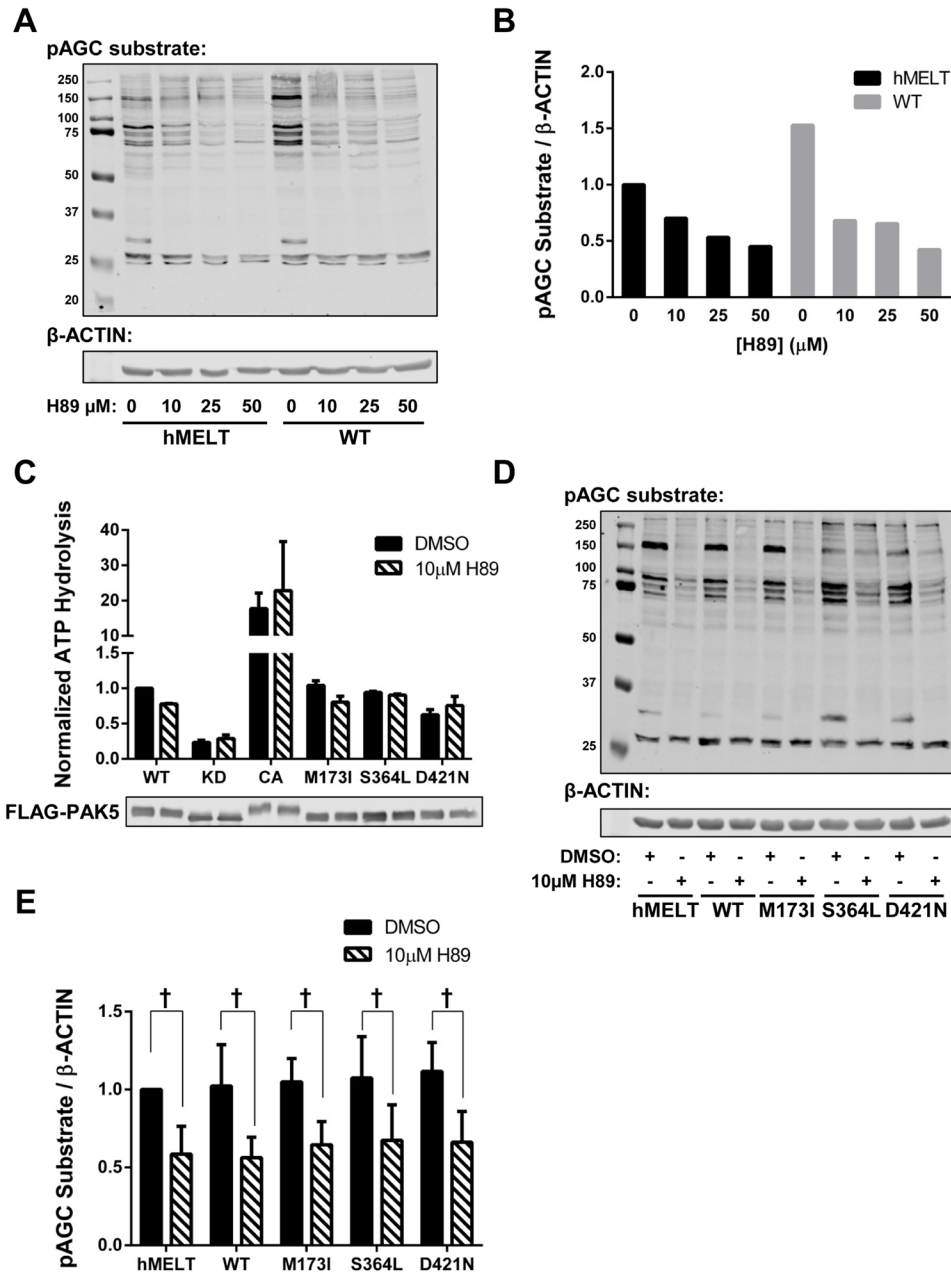 A
pAGC substrate:
250
150
100
75
50
37
25
20
β-ACTIN:
H89 μM: 0 10 25 50 0 10 25 50
hMELT WT
B
pAGC Substrate / β-ACTIN
2.0
1.5
1.0
0.5
0.0
hMELT
WT
0 10 25 50 0 10 25 50
[H89] (μM)
C
Normalized ATP Hydrolysis
40
30
20
10
1.5
1.0
0.5
0.0
DMSO
10μM H89
WT KD CA M173I S364L D421N
FLAG-PAK5
D
pAGC substrate:
250
150
100
75
50
37
25
β-ACTIN:
DMSO: + - + - + - + - + -
10μM H89: - + - + - + - + - +
hMELT WT M173I S364L D421N
E
pAGC Substrate / β-ACTIN
DMSO
10μM H89
1.5
1.0
0.5
0.0
† † † † †
hMELT WT M173I S364L D421N